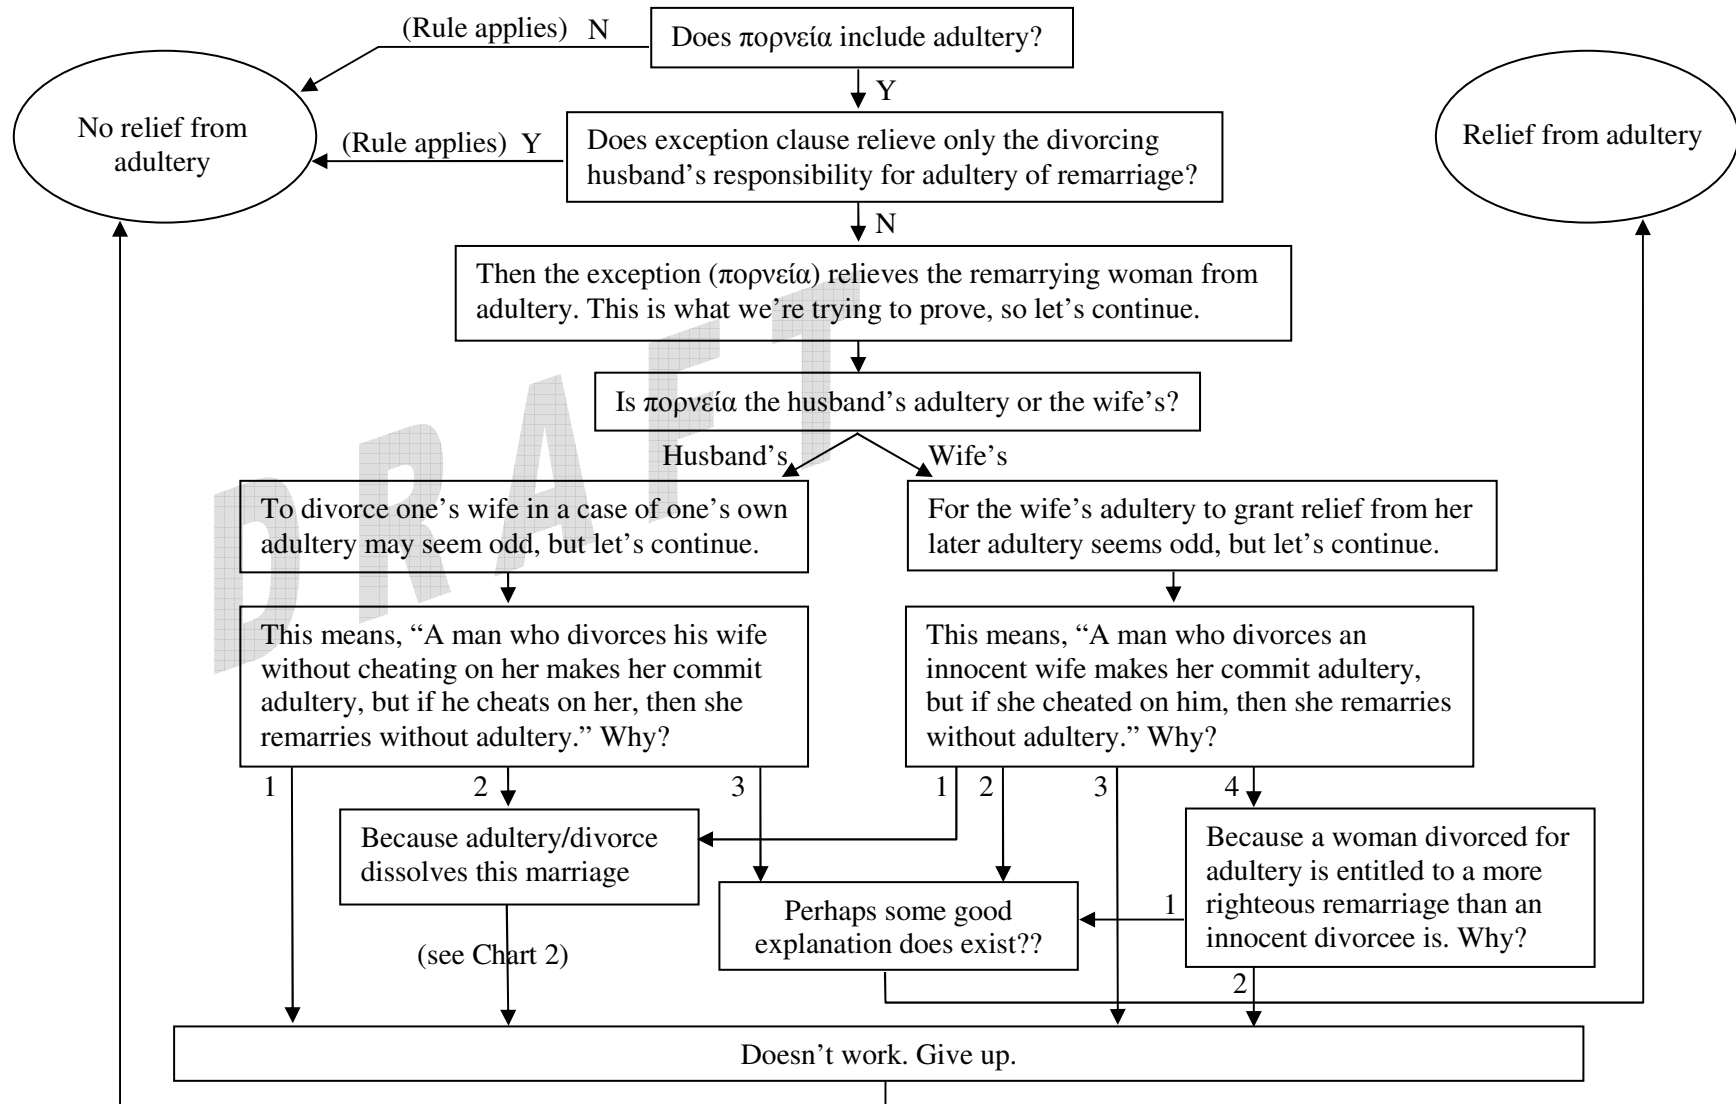 (Rule applies) N
Does πορνεία include adultery?
Y
No relief from
adultery
Relief from adultery
(Rule applies) Y
Does exception clause relieve only the divorcing
husband’s responsibility for adultery of remarriage?
N
Then the exception (πορνεία) relieves the remarrying woman from
adultery. This is what we’re trying to prove, so let’s continue.
Is πορνεία the husband’s adultery or the wife’s?
Husband’s
Wife’s
To divorce one’s wife in a case of one’s own
adultery may seem odd, but let’s continue.
For the wife’s adultery to grant relief from her
later adultery seems odd, but let’s continue.
This means, “A man who divorces his wife
without cheating on her makes her commit
adultery, but if he cheats on her, then she
remarries without adultery.” Why?
This means, “A man who divorces an
innocent wife makes her commit adultery,
but if she cheated on him, then she remarries
without adultery.” Why?
1
2
3
1
2
3
4
Because adultery/divorce
dissolves this marriage
Because a woman divorced for
adultery is entitled to a more
righteous remarriage than an
innocent divorcee is. Why?
Perhaps some good
explanation does exist??
1
(see Chart 2)
2
Doesn’t work. Give up.
DRAFT